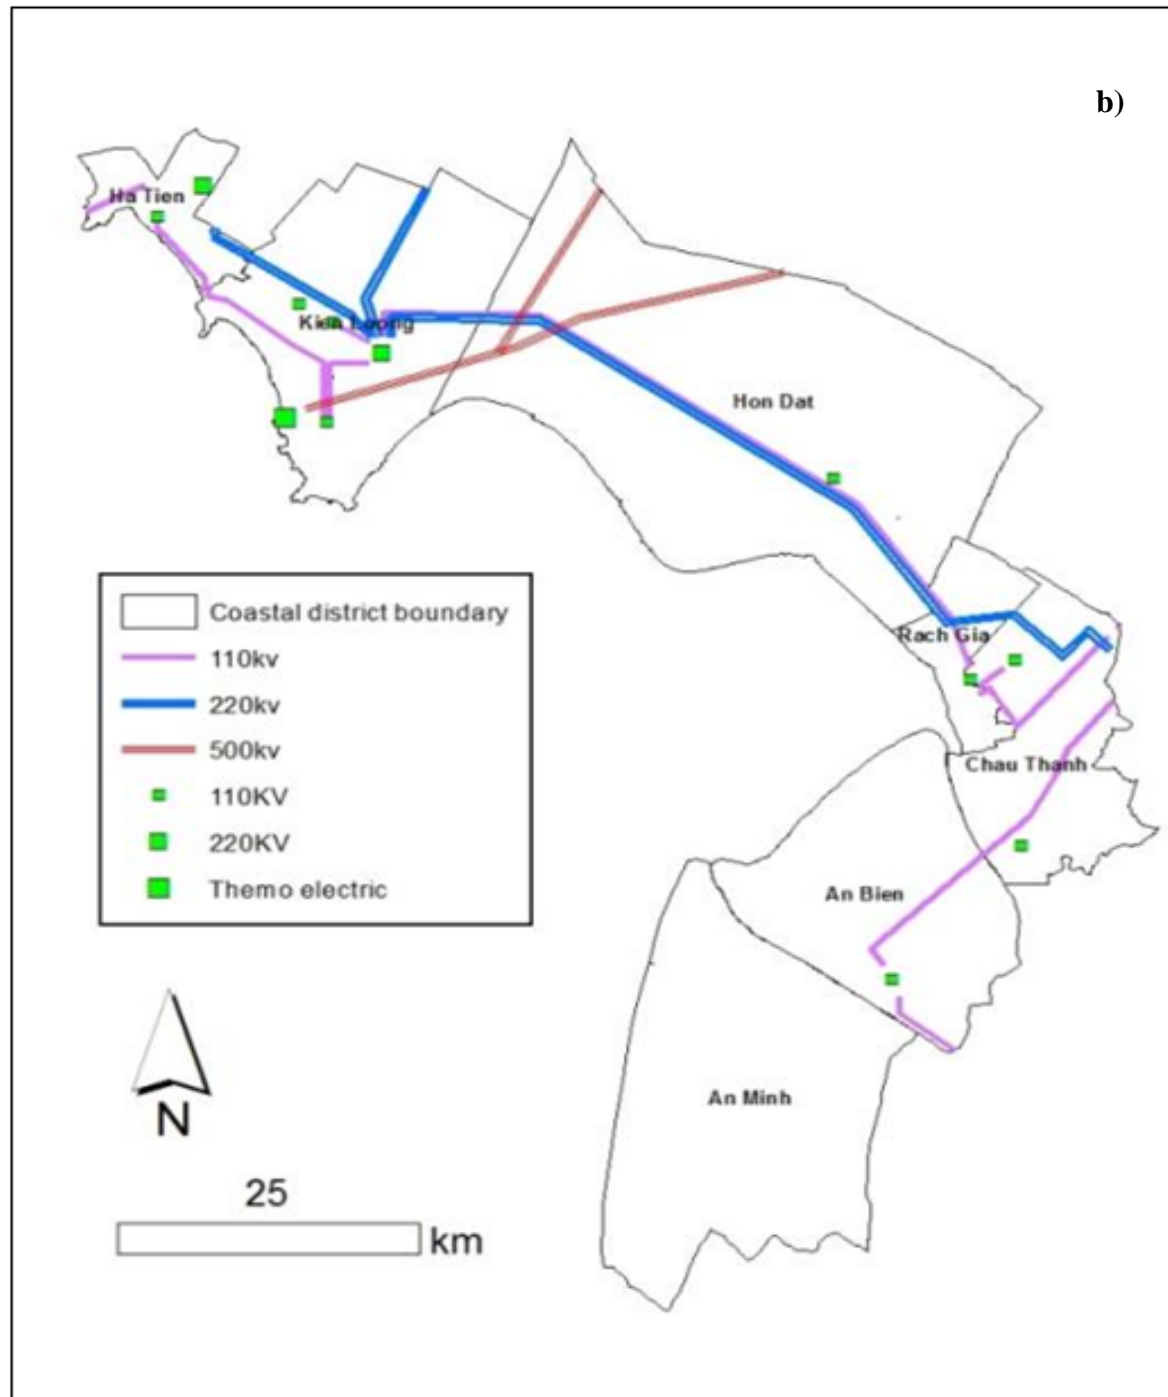 b)
Ha Tien
Kien Luong
Hon Dat
Rach Gia
Chau Thanh
An Bien
An Minh
Coastal district boundary
110kv
220kv
500kv
110KV
220KV
Themo electric
N
25
km